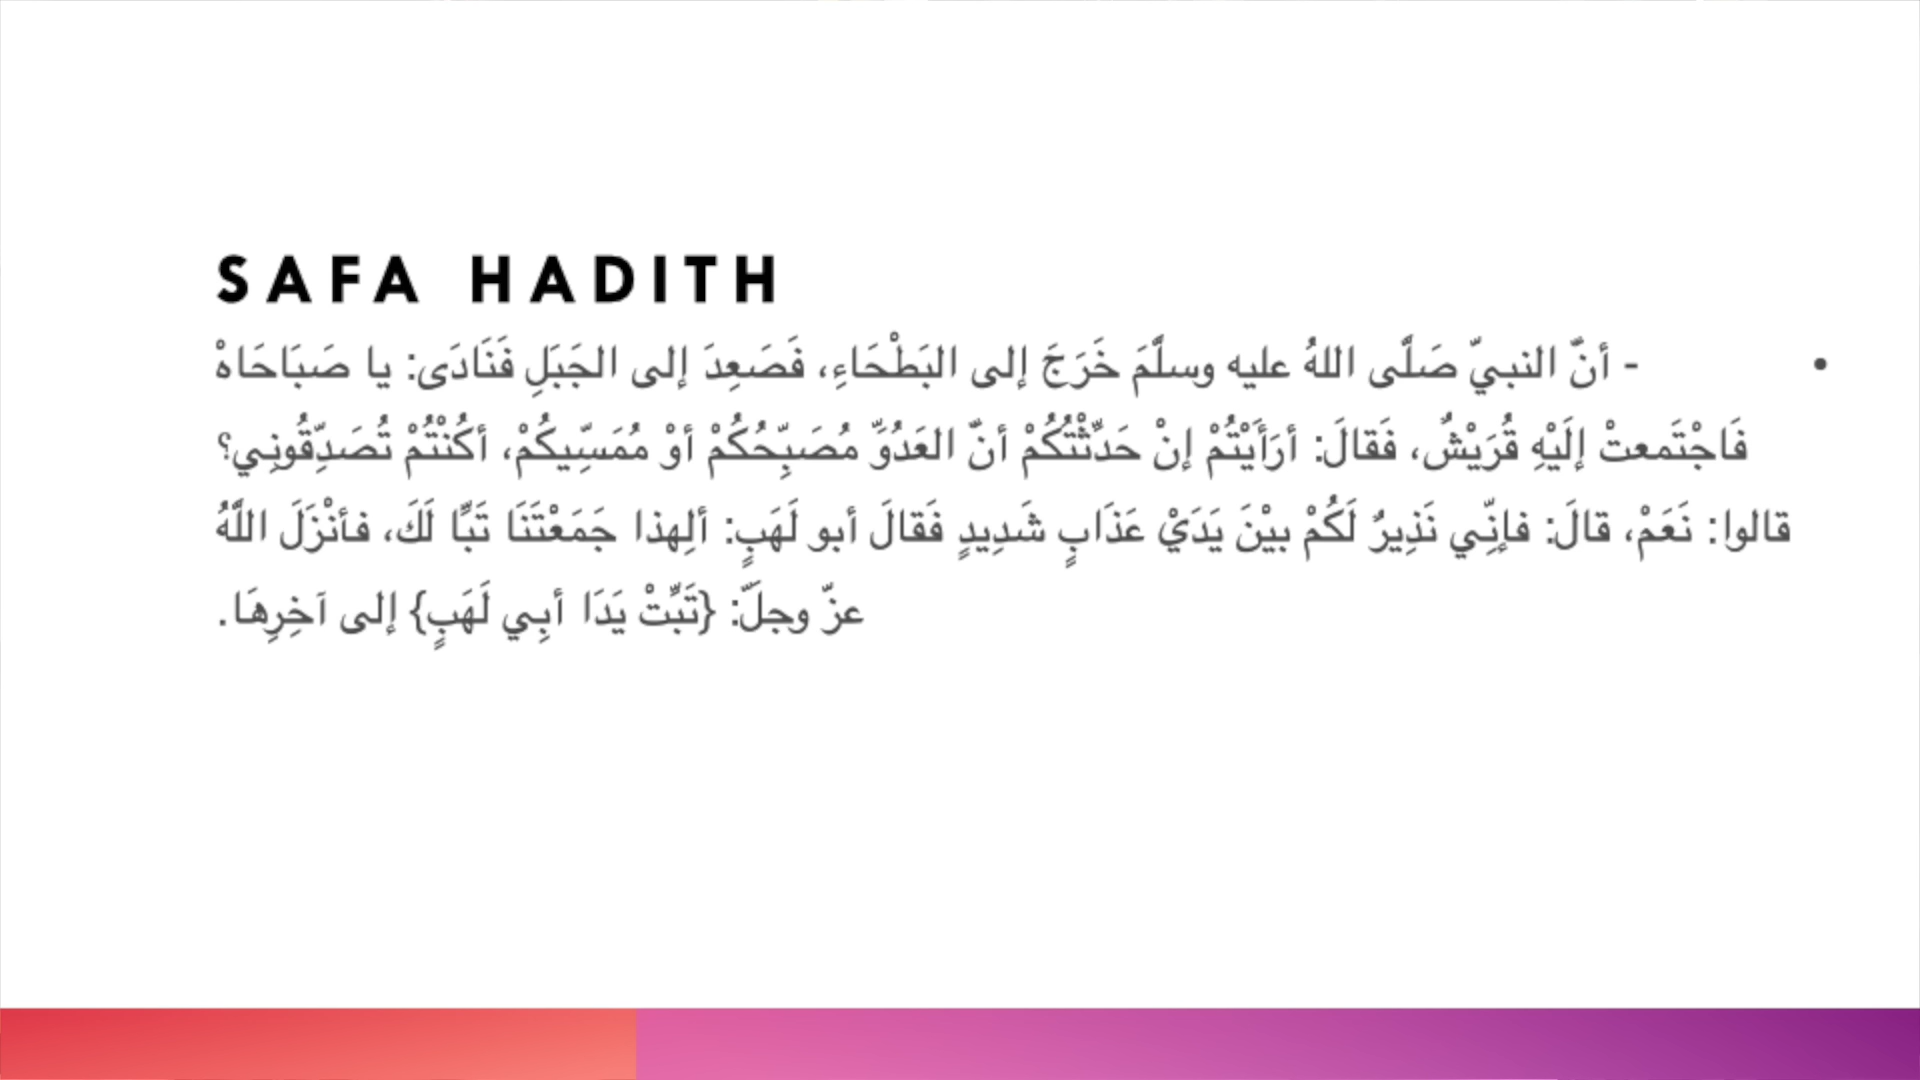 SAFA HADITH
• - أنَّ النبيَّ صَلَّى اللهُ عليه وسلَّمَ خَرَجَ إلى البَطْحَاءِ، فَصَعِدَ إلى الجَبَلِ فَنَادَى: يا صَبَاحَاهْ
فَاجْتَمعتْ إلَيْهِ قُرَيْشٌ، فَقالَ: أرَأَيْتُمْ إنْ حَدَّثْتُكُمْ أنَّ العَدُوَّ مُصَبِّحُكُمْ أوْ مُمَسِّيكُمْ، أكُنْتُمْ تُصَدِّقُونِي؟
قالوا: نَعَمْ، قالَ: فإنِّي نَذِيرٌ لَكُمْ بيْنَ يَدَيْ عَذَابٍ شَدِيدٍ فَقالَ أبو لَهَبٍ: ألِهذا جَمَعْتَنَا تَبًّا لَكَ، فأنْزَلَ اللَّهُ
عزَّ وجلَّ: {تَبَّتْ يَدَا أبِي لَهَبٍ} إلى آخِرِهَا.